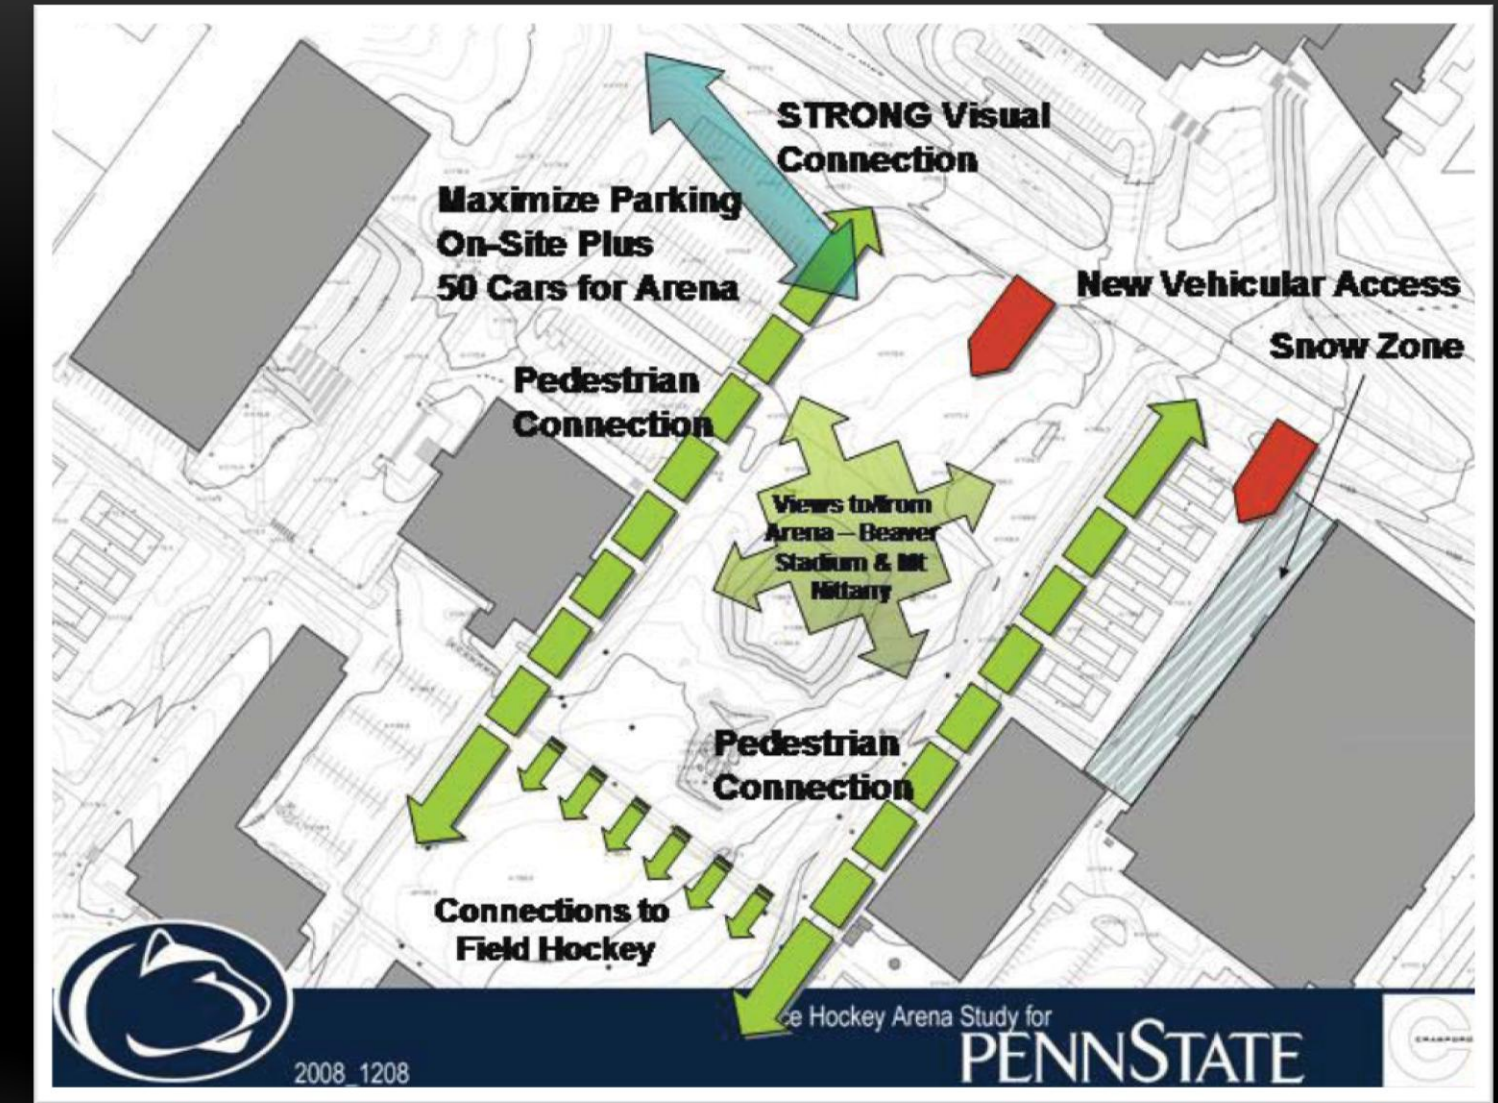 STRONG Visual
Connection
Maximize Parking
On-Site Plus
50 Cars for Arena
New Vehicular Access
Snow Zone
Pedestrian
Connection
Views to/from
Arena – Beaver
Stadium & Mt
Nittany
Pedestrian
Connection
Connections to
Field Hockey
ce Hockey Arena Study for
PENNSTATE
2008_1208
CRAWFORD